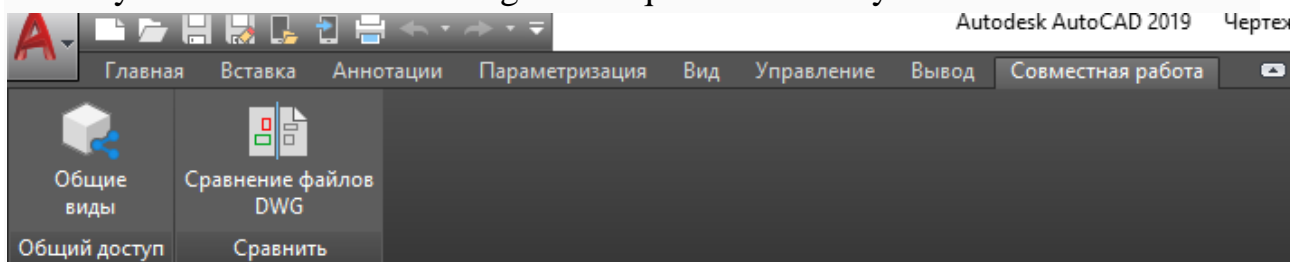 Autodesk AutoCAD 2019 Чертеж
Главная Вставка Аннотации Параметризация Вид Управление Вывод Совместная работа
Общие виды
Сравнение файлов DWG
Общий доступ Сравнить